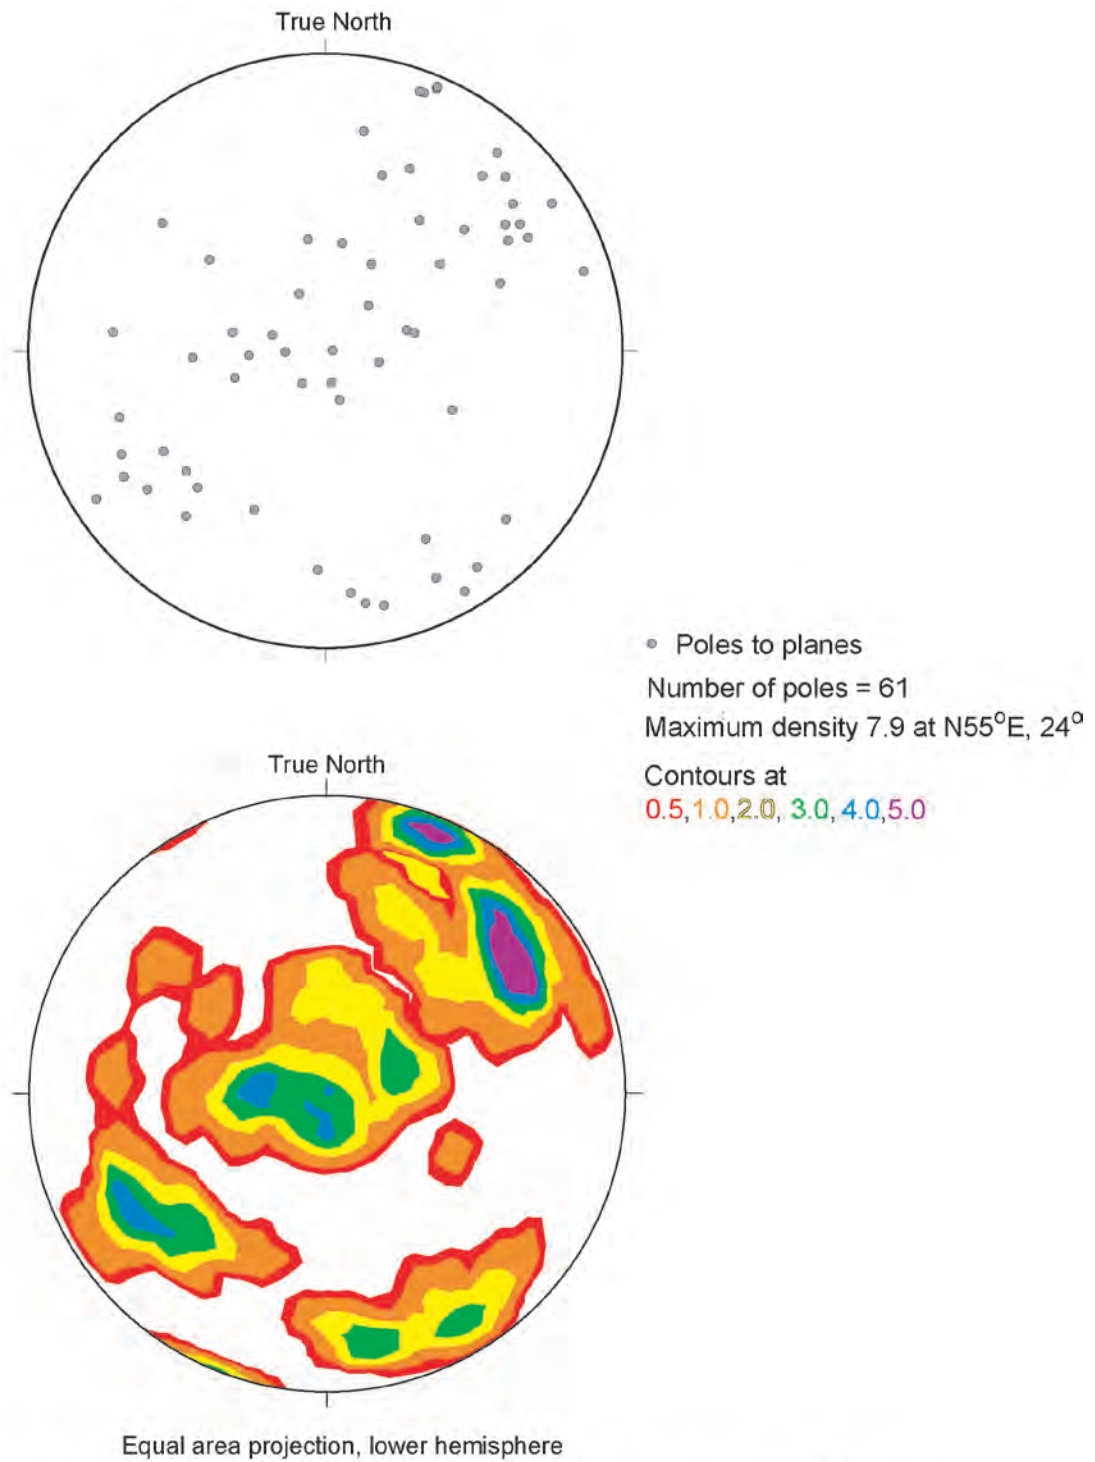 True North
Poles to planes
Number of poles = 61
Maximum density 7.9 at N55°E, 24°
Contours at
0.5,1.0,2.0, 3.0, 4.0,5.0
True North
Equal area projection, lower hemisphere